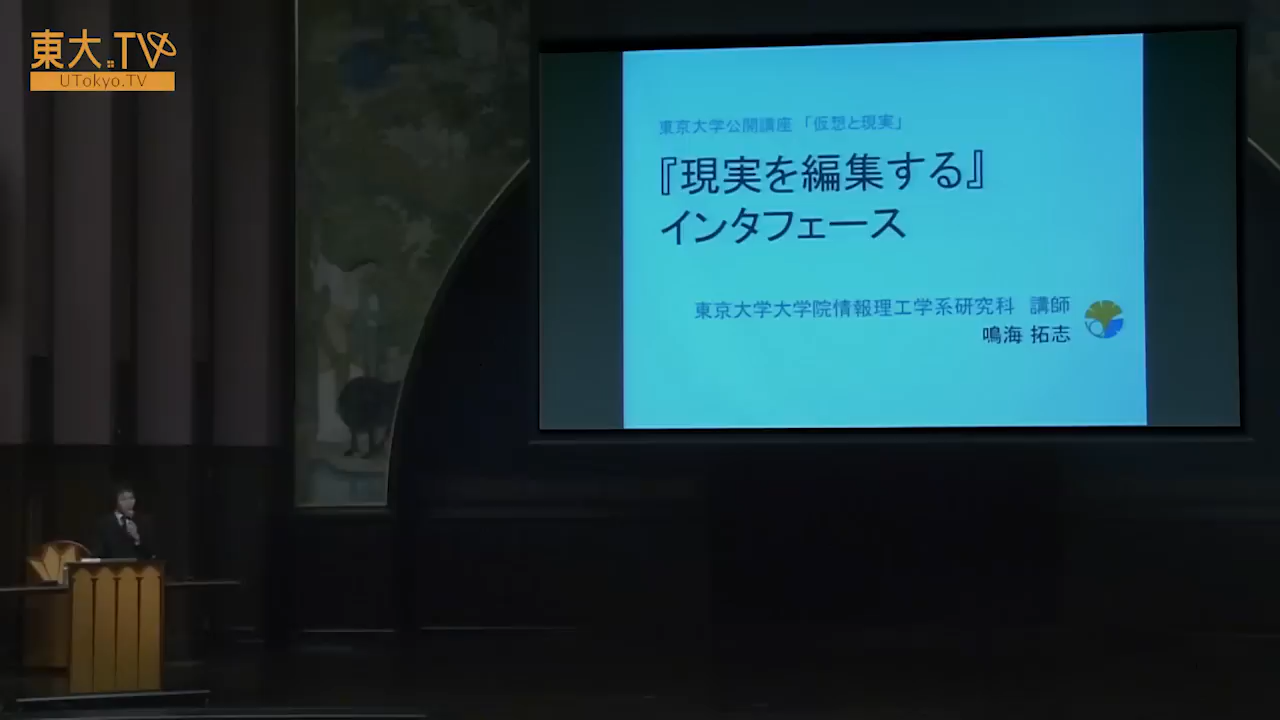 東大.TV
UTokyo.TV
東京大学公開講座 「仮想と現実」
『現実を編集する』
インタフェース
東京大学大学院情報理工学系研究科 講師
鳴海 拓志